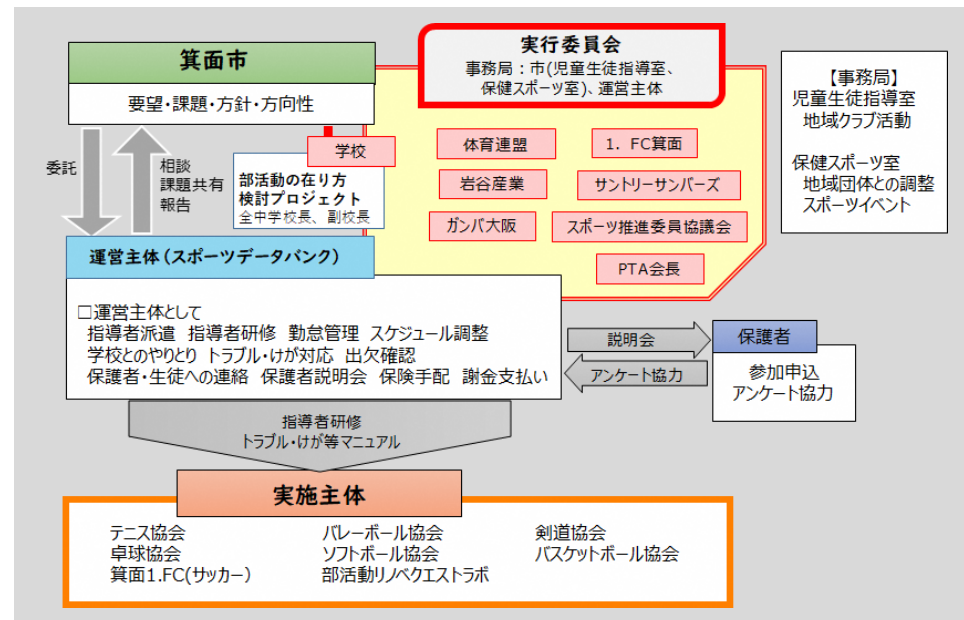 箕面市
要望・課題・方針・方向性
実行委員会
事務局：市(児童生徒指導室、
保健スポーツ室)、運営主体
【事務局】
児童生徒指導室
地域クラブ活動
保健スポーツ室
地域団体との調整
スポーツイベント
委託
相談
課題共有
報告
学校
部活動の在り方
検討プロジェクト
全中学校長、副校長
体育連盟
1．FC箕面
岩谷産業
サントリーサンバーズ
ガンバ大阪
スポーツ推進委員協議会
PTA会長
運営主体(スポーツデータバンク)
□運営主体として
指導者派遣 指導者研修 勤怠管理 スケジュール調整
学校とのやりとり トラブル・けが対応 出欠確認
保護者・生徒への連絡 保護者説明会 保険手配 謝金支払い
説明会
アンケート協力
保護者
参加申込
アンケート協力
指導者研修
トラブル・けが等マニュアル
実施主体
テニス協会 バレーボール協会 剣道協会
卓球協会 ソフトボール協会 バスケットボール協会
箕面1.FC(サッカー) 部活動リノベクエストラボ